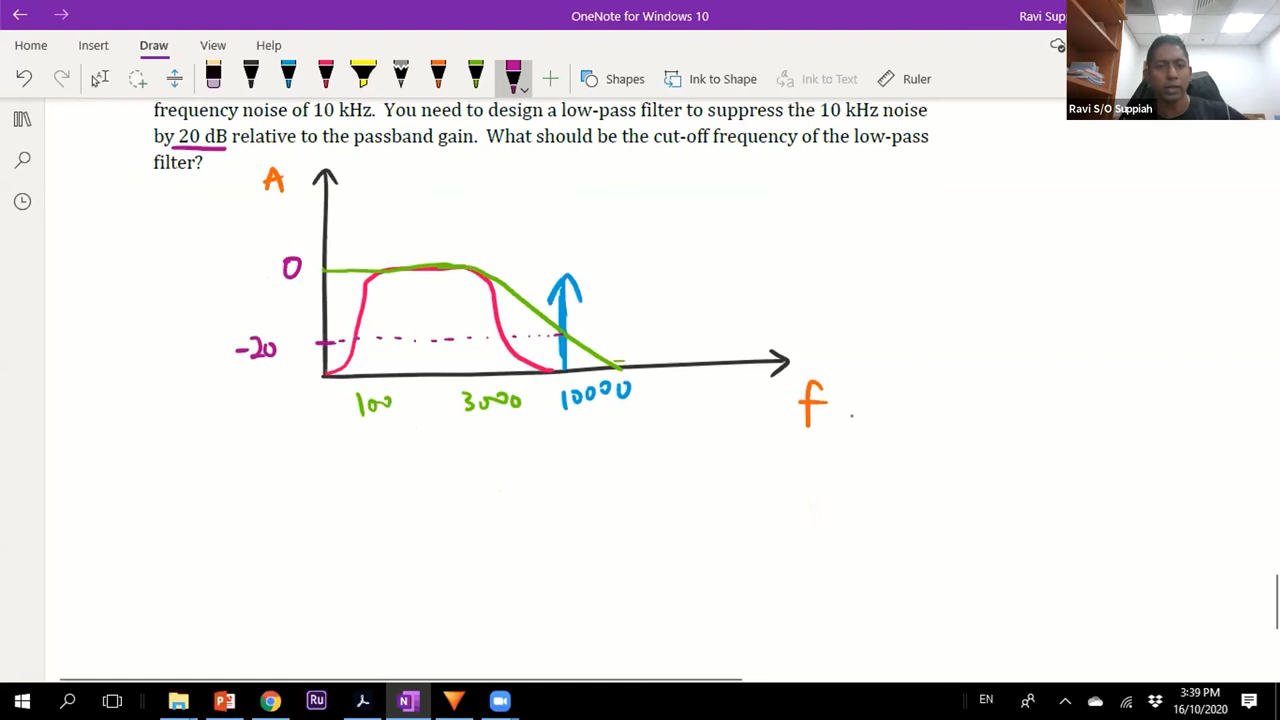 OneNote for Windows 10
Ravi Sup
Home Insert Draw View Help
Shapes Ink to Shape Ink to Text Ruler
Ravi S/O Suppiah
frequency noise of 10 kHz. You need to design a low-pass filter to suppress the 10 kHz noise
by 20 dB relative to the passband gain. What should be the cut-off frequency of the low-pass
filter?
A
0
-20
100 3000 10000
f
Ru
N
EN
3:39 PM
16/10/2020